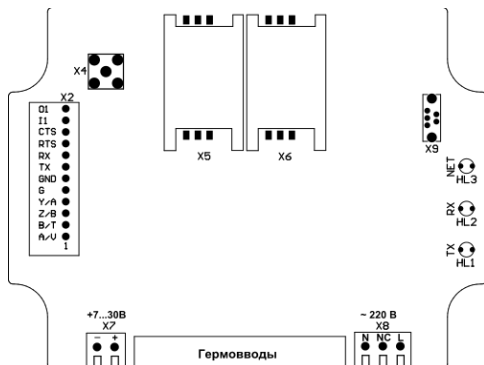 X4
X2
O1
I1
CTS
RTS
RX
TX
GND
G
Y/A
Z/B
B/T
A/V
1
X5
X6
X9
NET
HL3
RX
HL2
TX
HL1
+7...30В
X7
- +
Гермовводы
~ 220 В
X8
N NC L